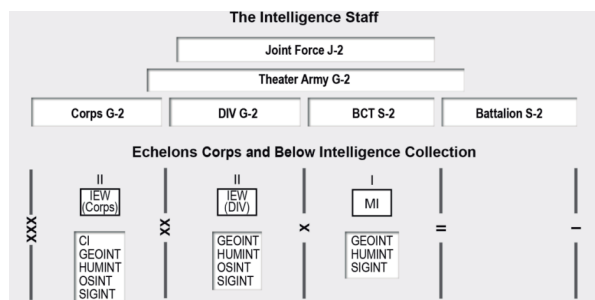 The Intelligence Staff
Joint Force J-2
Theater Army G-2
Corps G-2 DIV G-2 BCT S-2 Battalion S-2
Echelons Corps and Below Intelligence Collection
II II I
IEW
(Corps)
IEW
(DIV)
MI
XXX XX X II I
CI
GEOINT
HUMINT
OSINT
SIGINT
GEOINT
HUMINT
OSINT
SIGINT
GEOINT
HUMINT
SIGINT